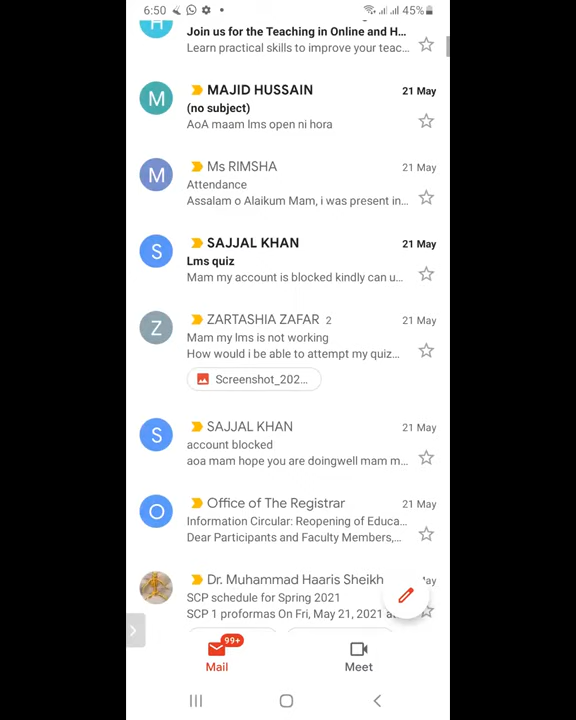 6:50
45%
H
Join us for the Teaching in Online and H...
Learn practical skills to improve your teac...
M
MAJID HUSSAIN
21 May
(no subject)
AoA maam lms open ni hora
M
Ms RIMSHA
21 May
Attendance
Assalam o Alaikum Mam, i was present in...
S
SAJJAL KHAN
21 May
Lms quiz
Mam my account is blocked kindly can u...
Z
ZARTASHIA ZAFAR 2
21 May
Mam my lms is not working
How would i be able to attempt my quiz...
Screenshot_202...
S
SAJJAL KHAN
21 May
account blocked
aoa mam hope you are doingwell mam m...
O
Office of The Registrar
21 May
Information Circular: Reopening of Educa...
Dear Participants and Faculty Members,...
Dr. Muhammad Haaris Sheikh
May
SCP schedule for Spring 2021
SCP 1 proformas On Fri, May 21, 2021 a
99+
Mail
Meet